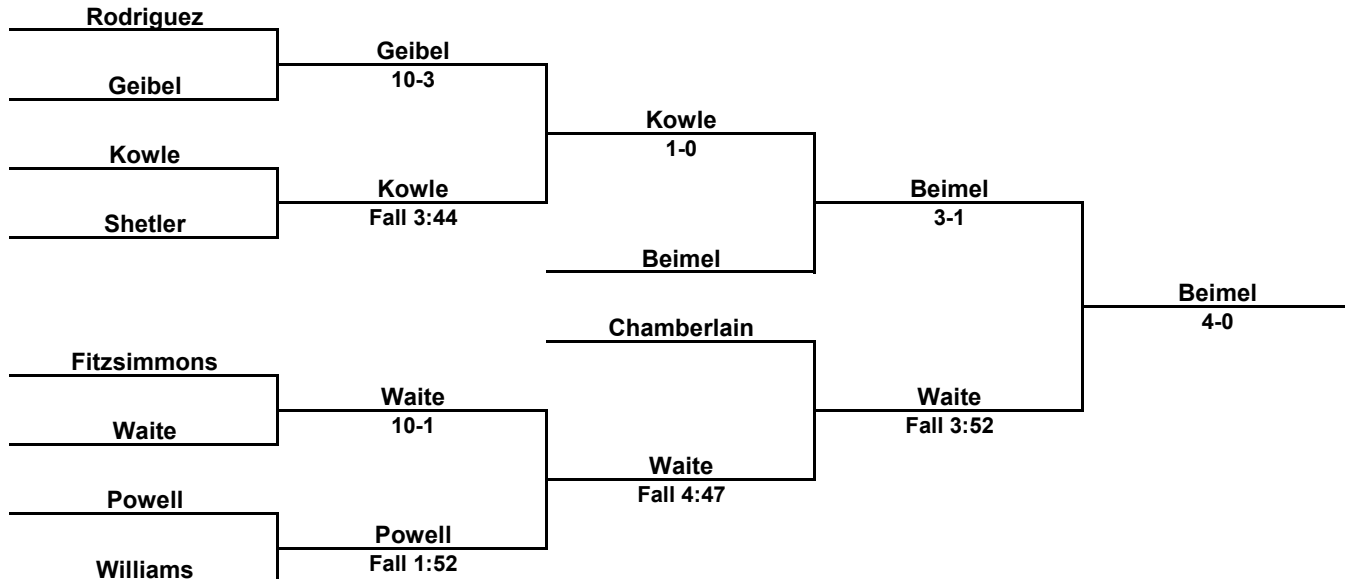 Rodriguez
Geibel
Geibel
10-3
Kowle
Kowle
1-0
Kowle
Beimel
Shetler
Fall 3:44
3-1
Beimel
Beimel
4-0
Chamberlain
Fitzsimmons
Waite
Waite
Waite
10-1
Fall 3:52
Waite
Fall 4:47
Powell
Powell
Williams
Fall 1:52